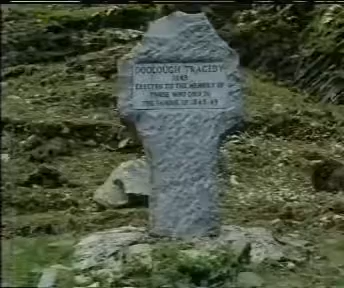 DOOLOUGH TRAGEDY
1849
ERECTED TO THE MEMORY OF
THOSE WHO DIED IN
THE FAMINE OF 1845-49